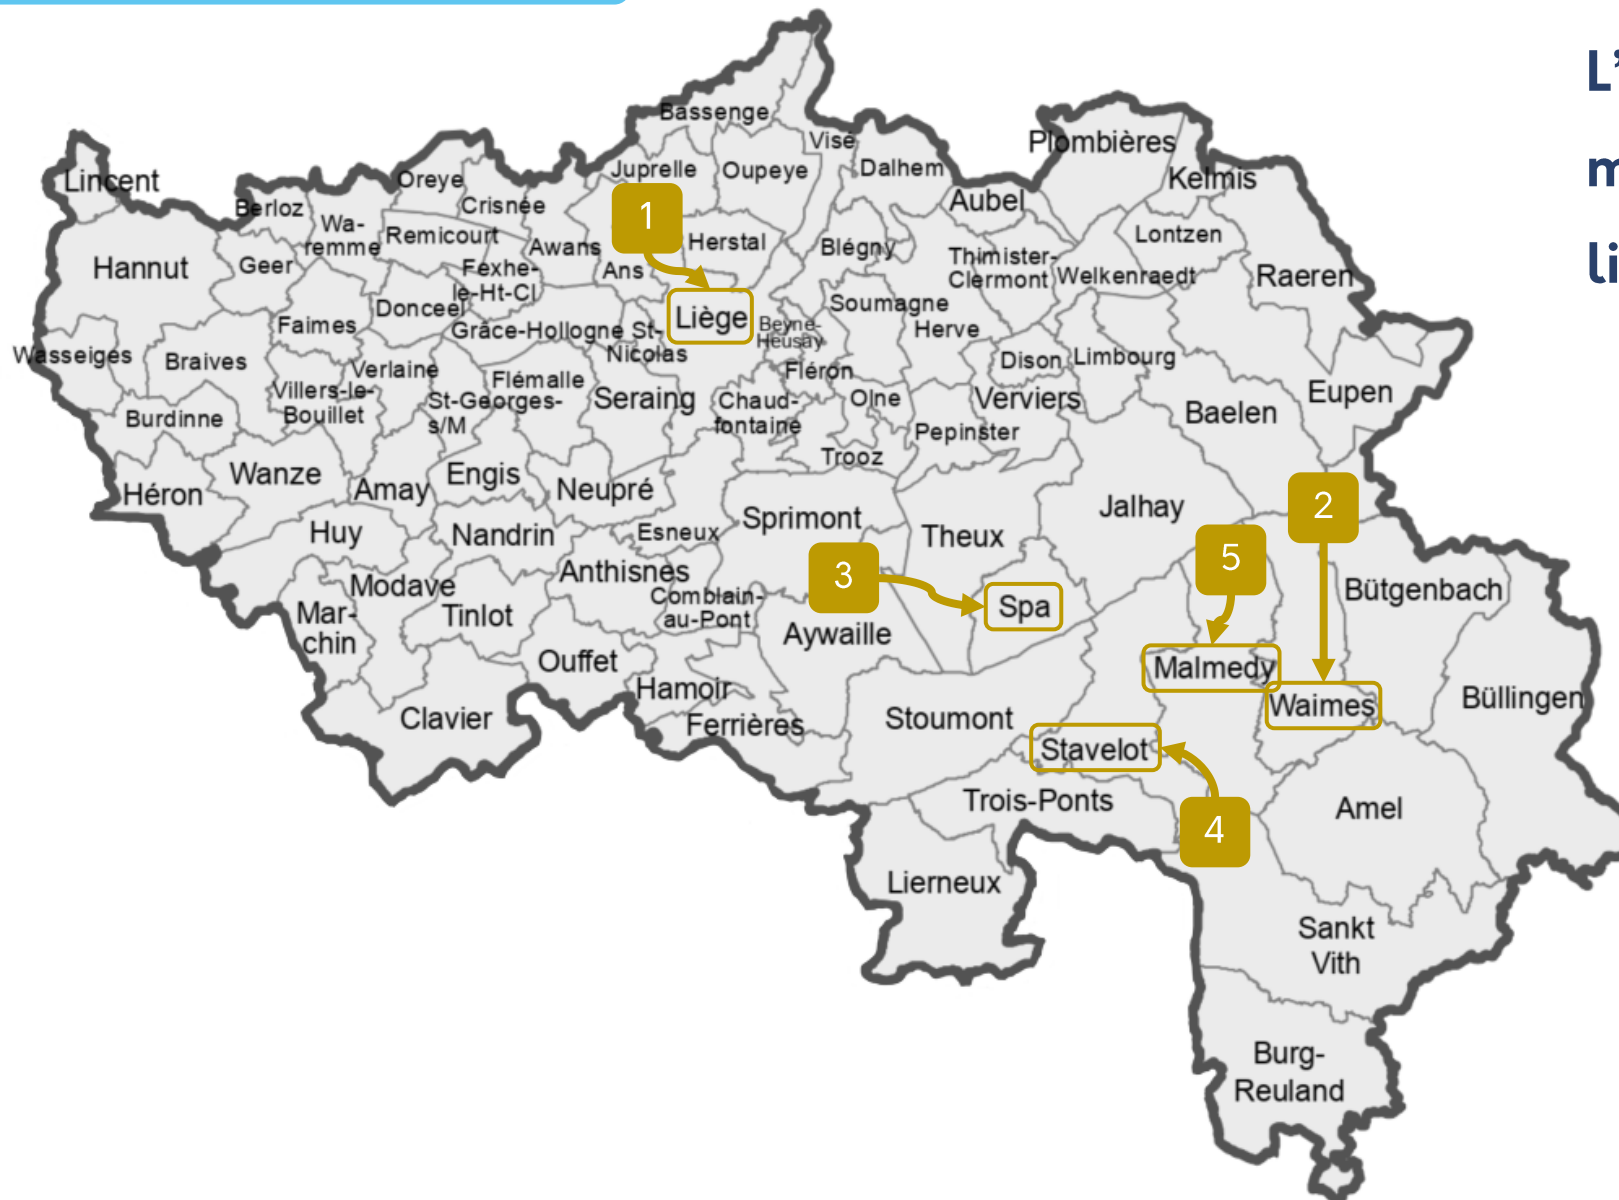 L’
m
li
Bassenge
Visé
Plombières
Lincent
Oreye
Juprelle
Oupeye
Dalhem
Kelmis
Berloz
Crisnée
1
Aubel
Wa-
remme
Remicourt
Awans
Herstal
Blégny
Lontzen
Hannut
Geer
Fexhe-
le-Ht-Cl
Ans
Thimister-
Clermont
Welkenraedt
Raeren
Donceel
Faimes
Grâce-Hollogne
St-
Nicolas
Liège
Beyne-
Heusay
Soumagne
Herve
Wasseiges
Braives
Verlaine
Flémalle
Fléron
Dison
Limbourg
Villers-le-
Bouillet
St-Georges-
s/M
Seraing
Chaud-
fontaine
Olne
Verviers
Baelen
Eupen
Burdinne
Pepinster
Trooz
Héron
Wanze
Amay
Engis
Neupré
Jalhay
2
Huy
Nandrin
Esneux
Sprimont
Theux
5
Modave
Anthisnes
3
Spa
Bütgenbach
Mar-
chin
Tinlot
Comblain-
au-Pont
Aywaille
Ouffet
Hamoir
Malmedy
Waimes
Büllingen
Clavier
Ferrières
Stoumont
Stavelot
Trois-Ponts
4
Amel
Lierneux
Sankt
Vith
Burg-
Reuland